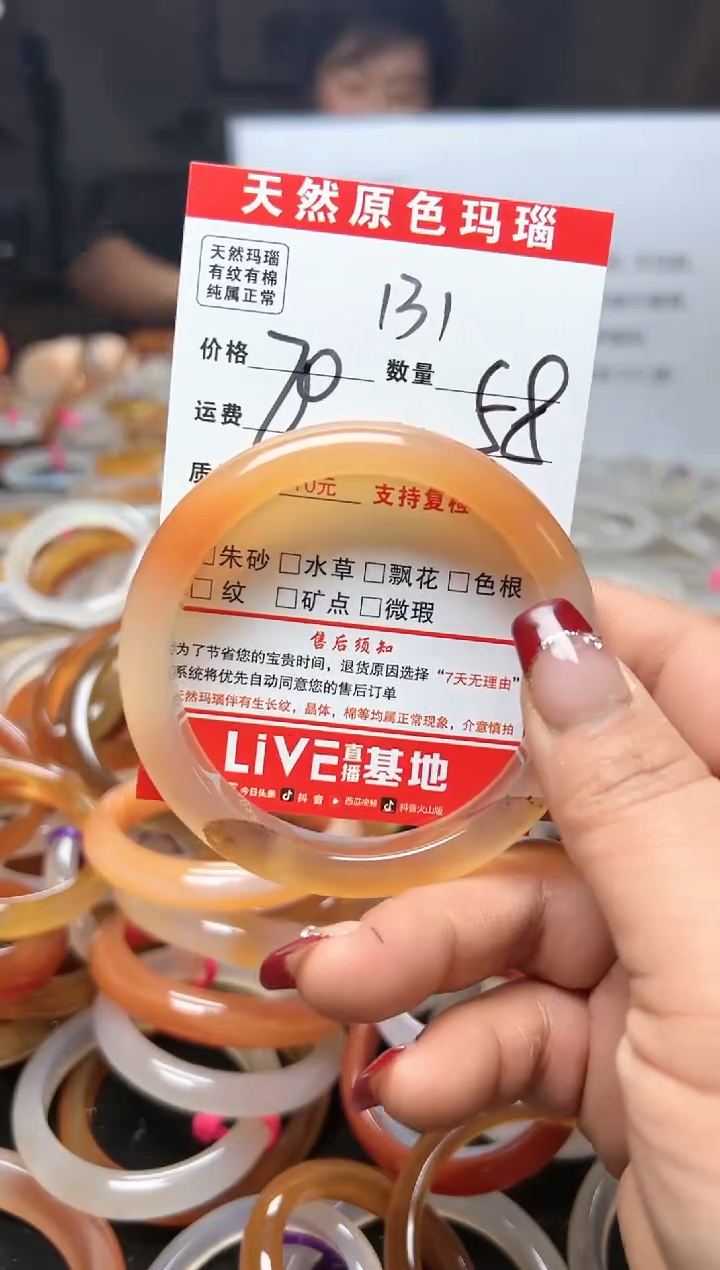 天然原色玛瑙
天然玛瑙
有纹有棉
纯属正常
131
价格 70 数量 58
运费
质 10元 支持复检
□朱砂 □水草 □飘花 □色根
□纹 □矿点 □微瑕
售后须知
为了节省您的宝贵时间，退货原因选择“7天无理由”
系统将优先自动同意您的售后订单
天然玛瑙伴有生长纹，晶体，棉等均属正常现象，介意慎拍
LiVE直播基地
今日头条 抖音 西瓜视频 抖音火山版